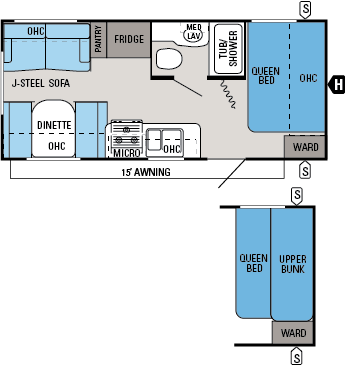 S
OHC
PANTRY
FRIDGE
MED
LAV
TUB/
SHOWER
J-STEEL SOFA
QUEEN
BED
OHC
H
DINETTE
OHC
MICRO
OHC
WARD
15' AWNING
S
S
QUEEN
BED
UPPER
BUNK
WARD
S